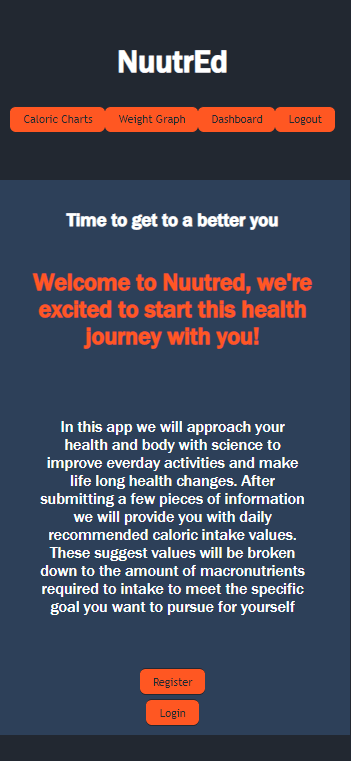 NuutrEd
Caloric Charts Weight Graph Dashboard Logout
Time to get to a better you
Welcome to Nuutred, we're
excited to start this health
journey with you!
In this app we will approach your
health and body with science to
improve everday activities and make
life long health changes. After
submitting a few pieces of information
we will provide you with daily
recommended caloric intake values.
These suggest values will be broken
down to the amount of macronutrients
required to intake to meet the specific
goal you want to pursue for yourself
Register
Login